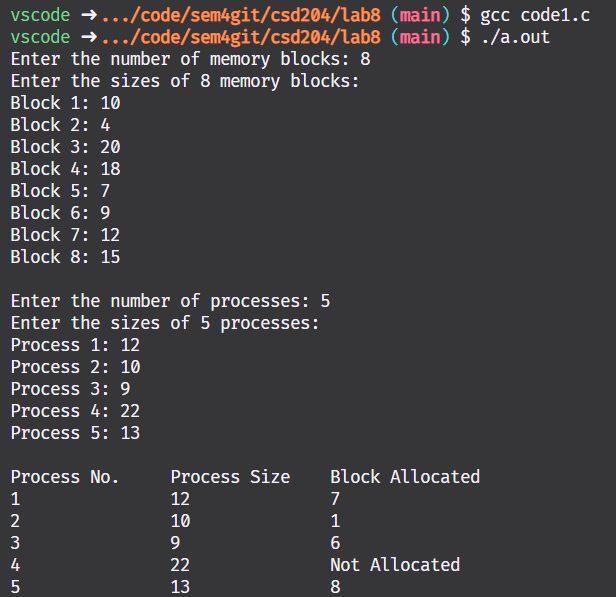 vscode ➜.../code/sem4git/csd204/lab8 (main) $ gcc code1.c
vscode ➜.../code/sem4git/csd204/lab8 (main) $ ./a.out
Enter the number of memory blocks: 8
Enter the sizes of 8 memory blocks:
Block 1: 10
Block 2: 4
Block 3: 20
Block 4: 18
Block 5: 7
Block 6: 9
Block 7: 12
Block 8: 15

Enter the number of processes: 5
Enter the sizes of 5 processes:
Process 1: 12
Process 2: 10
Process 3: 9
Process 4: 22
Process 5: 13

Process No.     Process Size    Block Allocated
1               12              7
2               10              1
3               9               6
4               22              Not Allocated
5               13              8